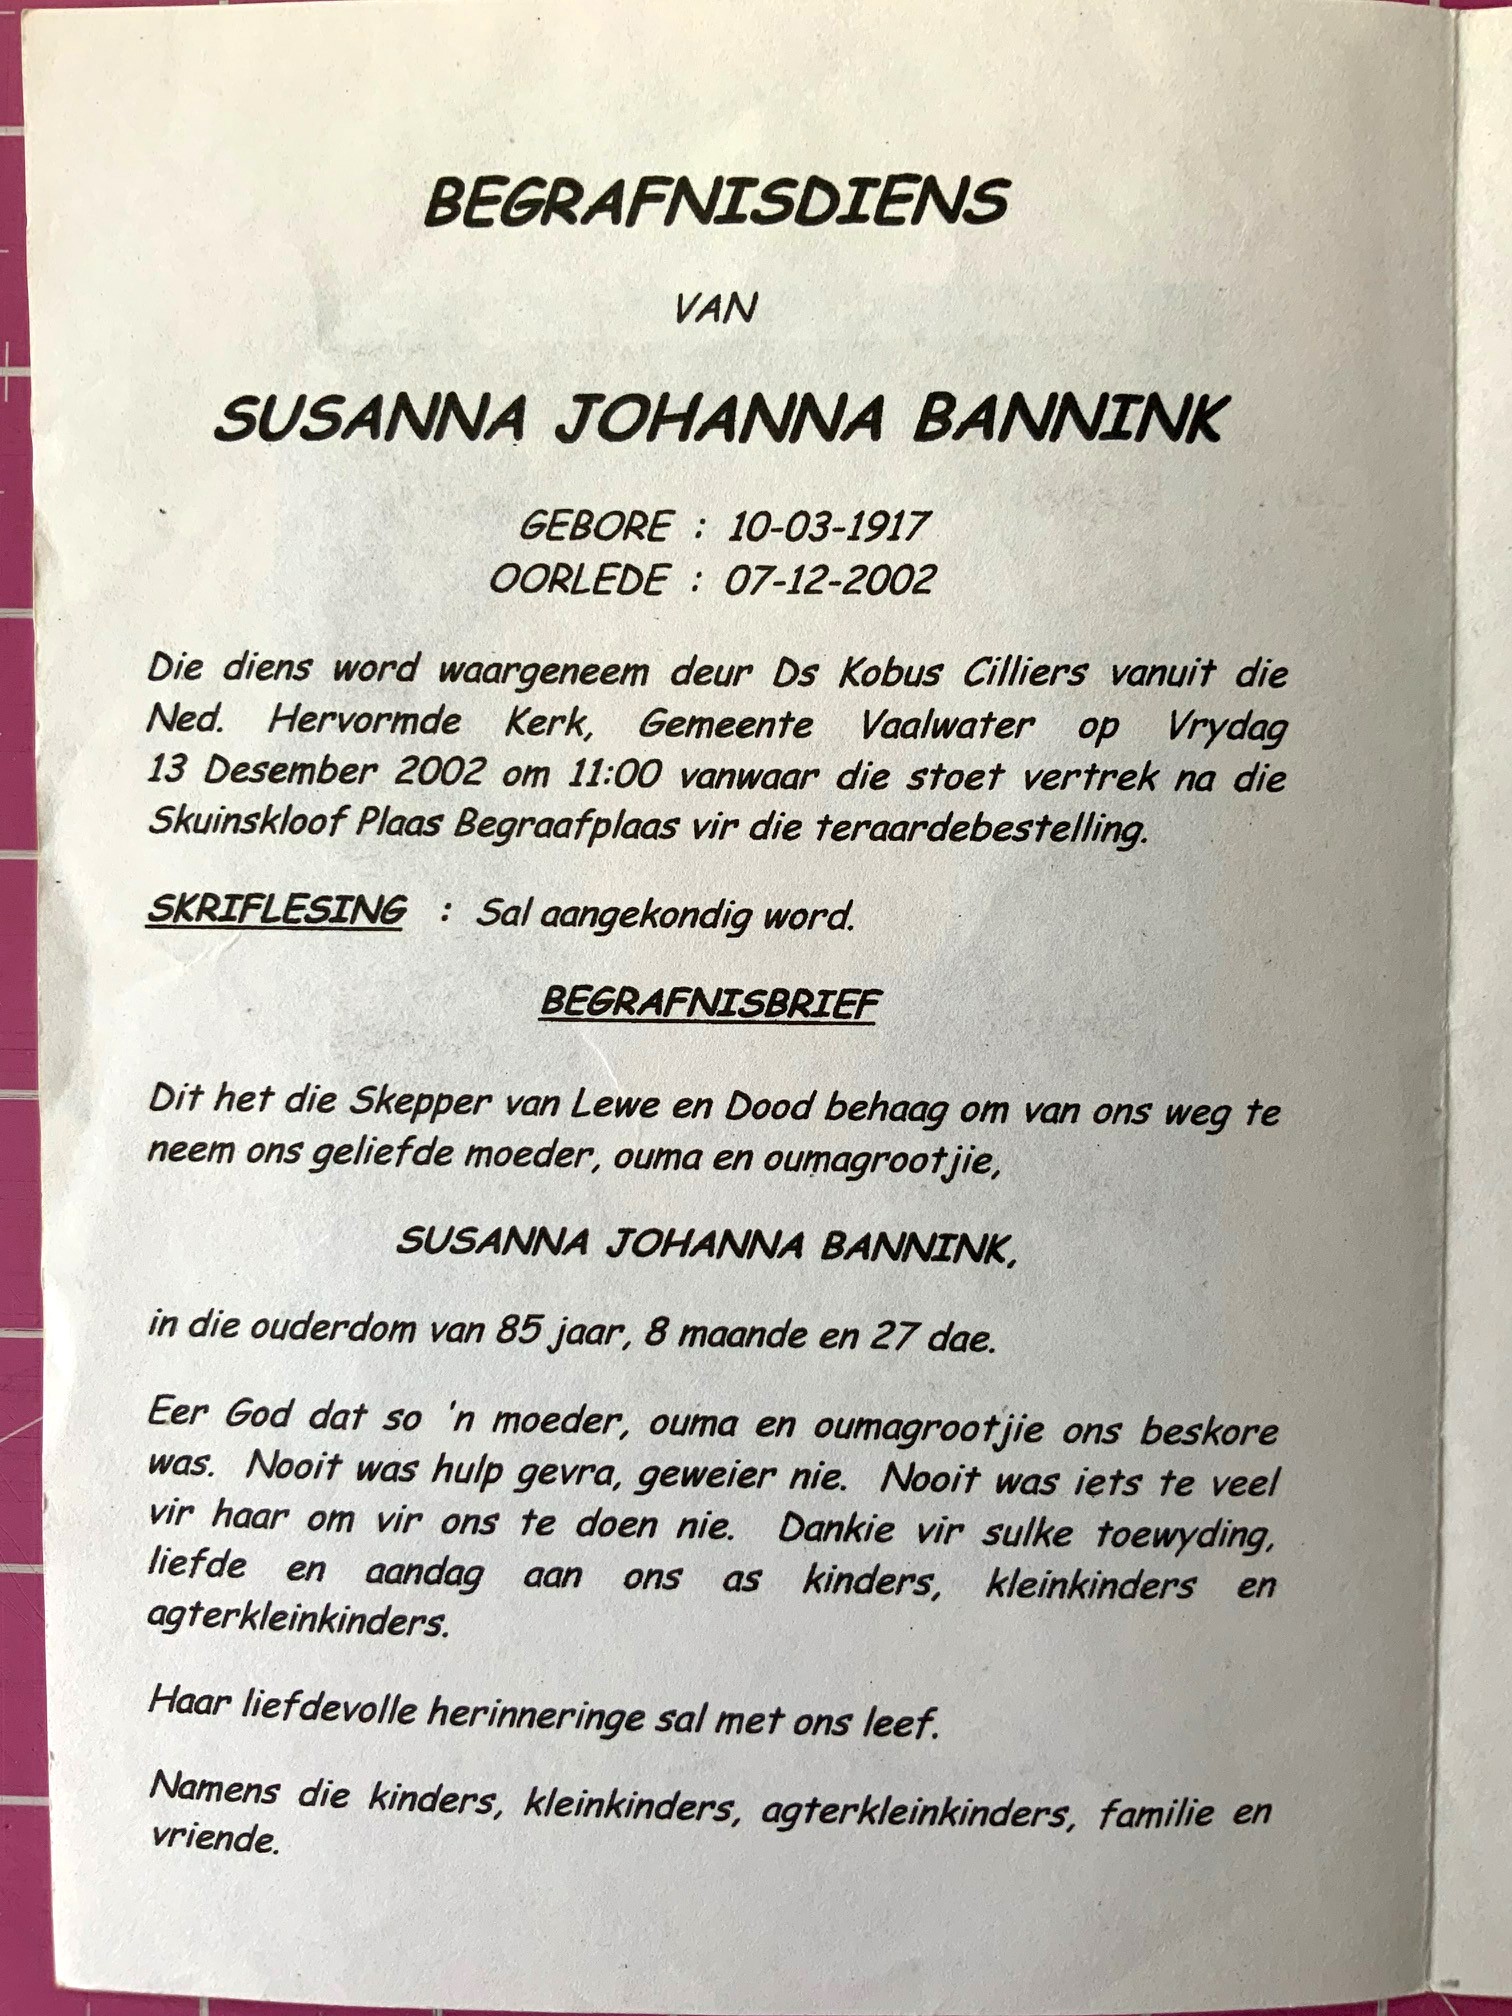 BEGRAFNISDIENS
VAN
SUSANNA JOHANNA BANNINK
GEBORE : 10-03-1917
OORLEDE : 07-12-2002
Die diens word waargeneem deur Ds Kobus Cilliers vanuit die
Ned. Hervormde Kerk, Gemeente Vaalwater op Vrydag
13 Desember 2002 om 11:00 vanwaar die stoet vertrek na die
Skuinskloof Plaas Begraafplaas vir die teraardebestelling.
SKRIFLESING : Sal aangekondig word.
BEGRAFNISBRIEF
Dit het die Skepper van Lewe en Dood behaag om van ons weg te
neem ons geliefde moeder, ouma en oumagrootjie,
SUSANNA JOHANNA BANNINK,
in die ouderdom van 85 jaar, 8 maande en 27 dae.
Eer God dat so 'n moeder, ouma en oumagrootjie ons beskore
was. Nooit was hulp gevra, geweier nie. Nooit was iets te veel
vir haar om vir ons te doen nie. Dankie vir sulke toewyding,
liefde en aandag aan ons as kinders, kleinkinders en
agterkleinkinders.
Haar liefdevolle herinneringe sal met ons leef.
Namens die kinders, kleinkinders, agterkleinkinders, familie en
vriende.